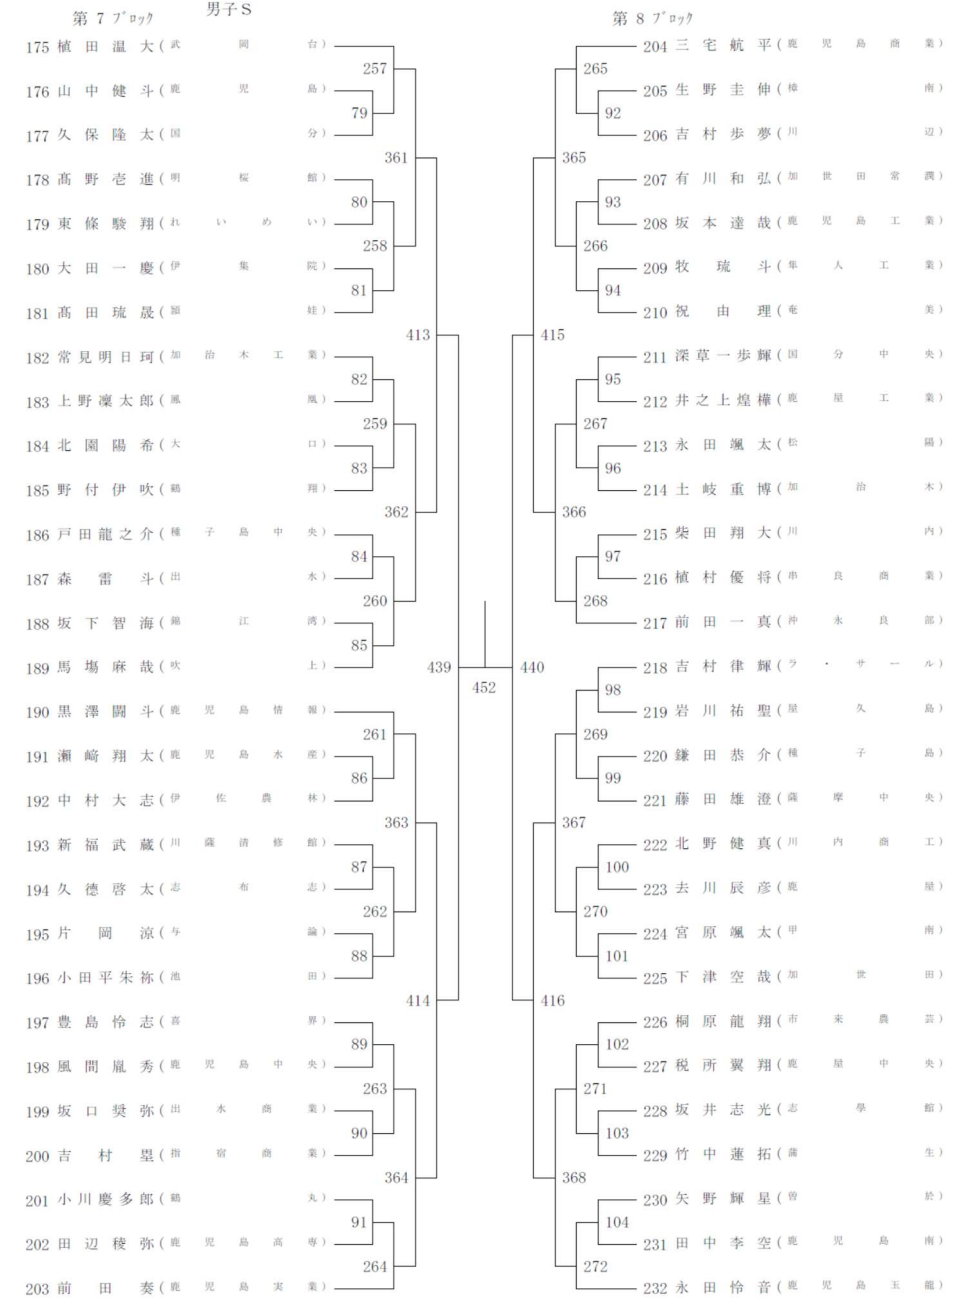 男子S
第 7 ﾌﾞﾛｯｸ
175 植田温大(武岡台)
176 山中健斗(鹿児島)
177 久保隆太(国分)
178 髙野壱進(明桜館)
179 東條駿翔(れいめい)
180 大田一慶(伊集院)
181 髙田琉晟(頴娃)
182 常見明日珂(加治木工業)
183 上野凜太郎(鳳凰)
184 北園陽希(大口)
185 野付伊吹(鶴翔)
186 戸田龍之介(種子島中央)
187 森雷斗(出水)
188 坂下智海(錦江湾)
189 馬場麻哉(吹上)
190 黒澤闘斗(鹿児島情報)
191 瀬﨑翔太(鹿児島水産)
192 中村大志(伊佐農林)
193 新福武蔵(川薩清修館)
194 久德啓太(志布志)
195 片岡涼(与論)
196 小田平朱祢(池田)
197 豊島怜志(喜界)
198 風間胤秀(鹿児島中央)
199 坂口奨弥(出水商業)
200 吉村塁(指宿商業)
201 小川慶多郎(鶴丸)
202 田辺稜弥(鹿児島高専)
203 前田奏(鹿児島実業)
257
79
361
80
258
81
413
82
259
83
362
84
260
85
439
261
86
363
87
262
88
414
89
263
90
364
91
264
452
第 8 ﾌﾞﾛｯｸ
204 三宅航平(鹿児島商業)
205 生野圭伸(樟南)
206 吉村歩夢(川辺)
207 有川和弘(加世田常潤)
208 坂本達哉(鹿児島工業)
209 牧琉斗(隼人工業)
210 祝由理(奄美)
211 深草一歩輝(国分中央)
212 井之上煌樺(鹿屋工業)
213 永田颯太(松陽)
214 土岐重博(加治木)
215 柴田翔大(川内)
216 植村優将(串良商業)
217 前田一真(沖永良部)
218 吉村律輝(ラ・サール)
219 岩川祐聖(屋久島)
220 鎌田恭介(種子島)
221 藤田雄澄(薩摩中央)
222 北野健真(川内商工)
223 去川辰彦(鹿屋)
224 宮原颯太(甲南)
225 下津空哉(加世田)
226 桐原龍翔(市来農芸)
227 税所翼翔(鹿屋中央)
228 坂井志光(志學館)
229 竹中蓮拓(蒲生)
230 矢野輝星(曽於)
231 田中李空(鹿児島南)
232 永田怜音(鹿児島玉龍)
265
92
365
93
266
94
415
95
267
96
366
97
268
440
98
269
99
367
100
270
101
416
102
271
103
368
104
272